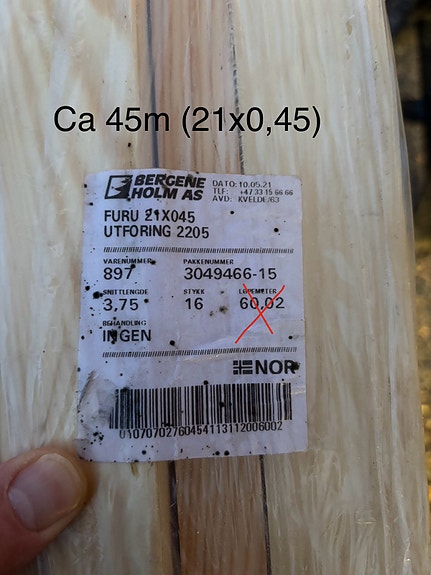 Ca 45m (21x0,45)
BERGENE HOLM AS
DATO: 10.05.21
TLF: +47 33 15 66 66
AVD: KVELDE/63
FURU 21X045
UTFORING 2205
VARENUMMER PAKKENUMMER
897 3049466-15
SNITTLENGDE STYKK LØPEMETER
3,75 16 60,02
BEHANDLING
INGEN
NOR
01070702760454113112006002